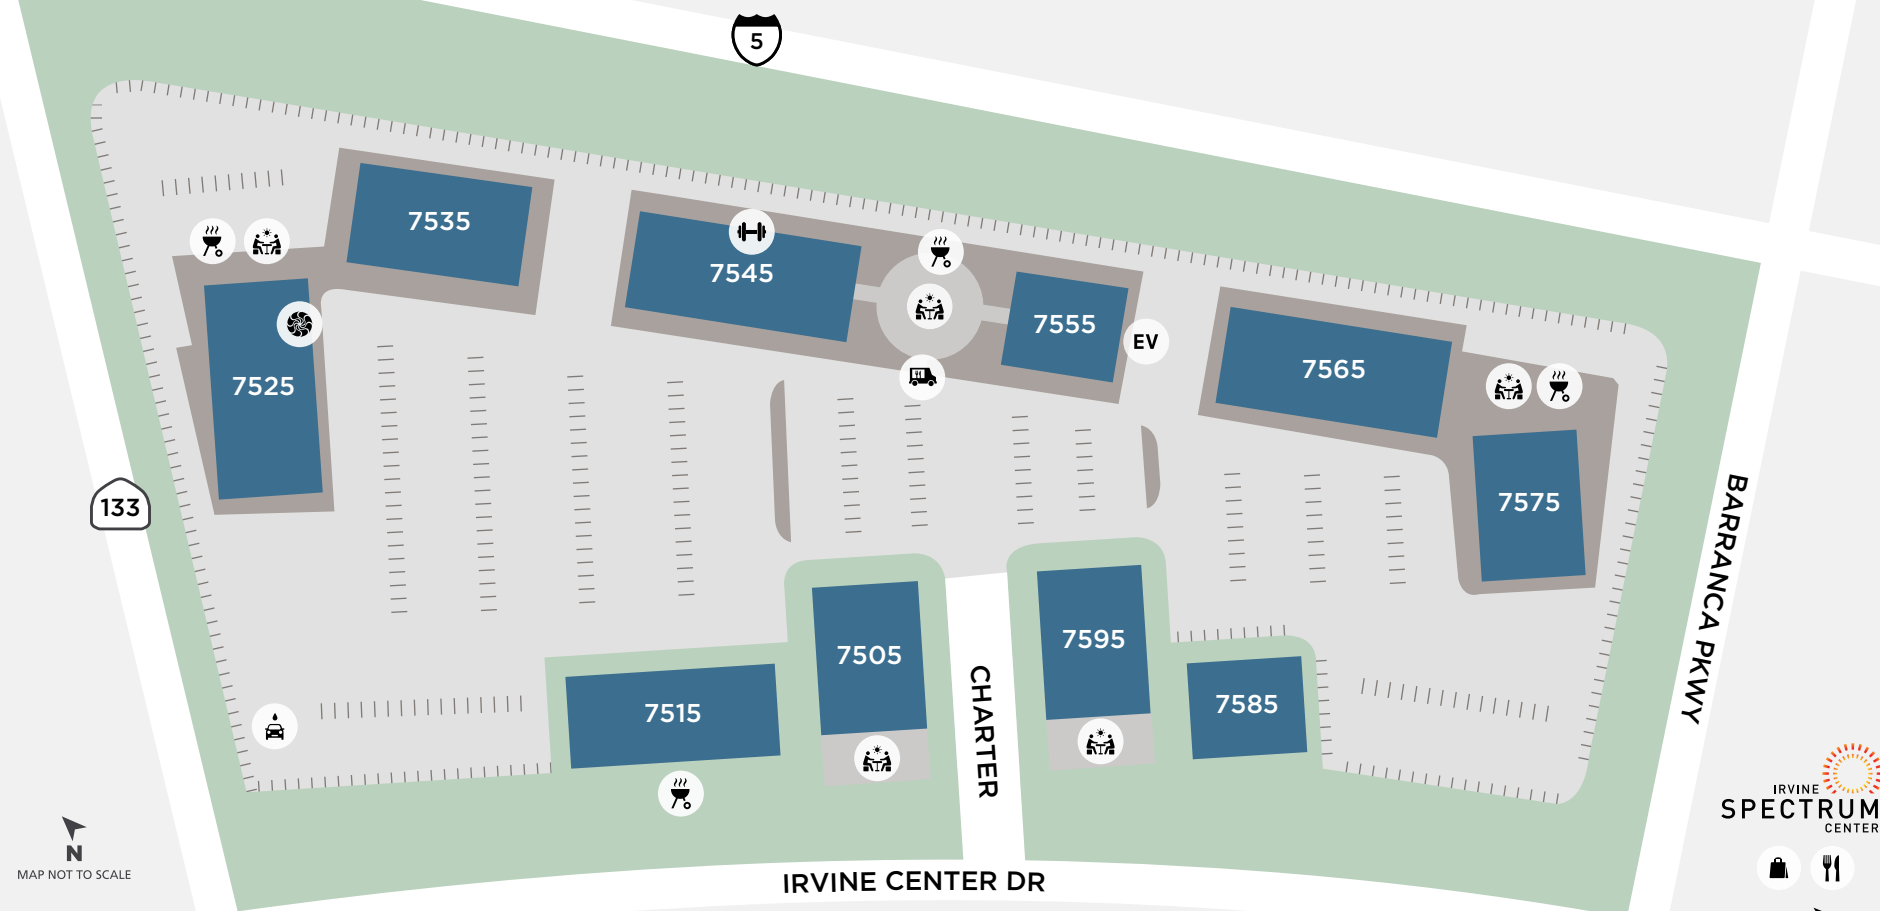 5
7535
7545
7555
EV
7565
7525
7575
133
BARRANCA PKWY
7505
7595
7515
7585
CHARTER
IRVINE
SPECTRUM
CENTER
N
MAP NOT TO SCALE
IRVINE CENTER DR